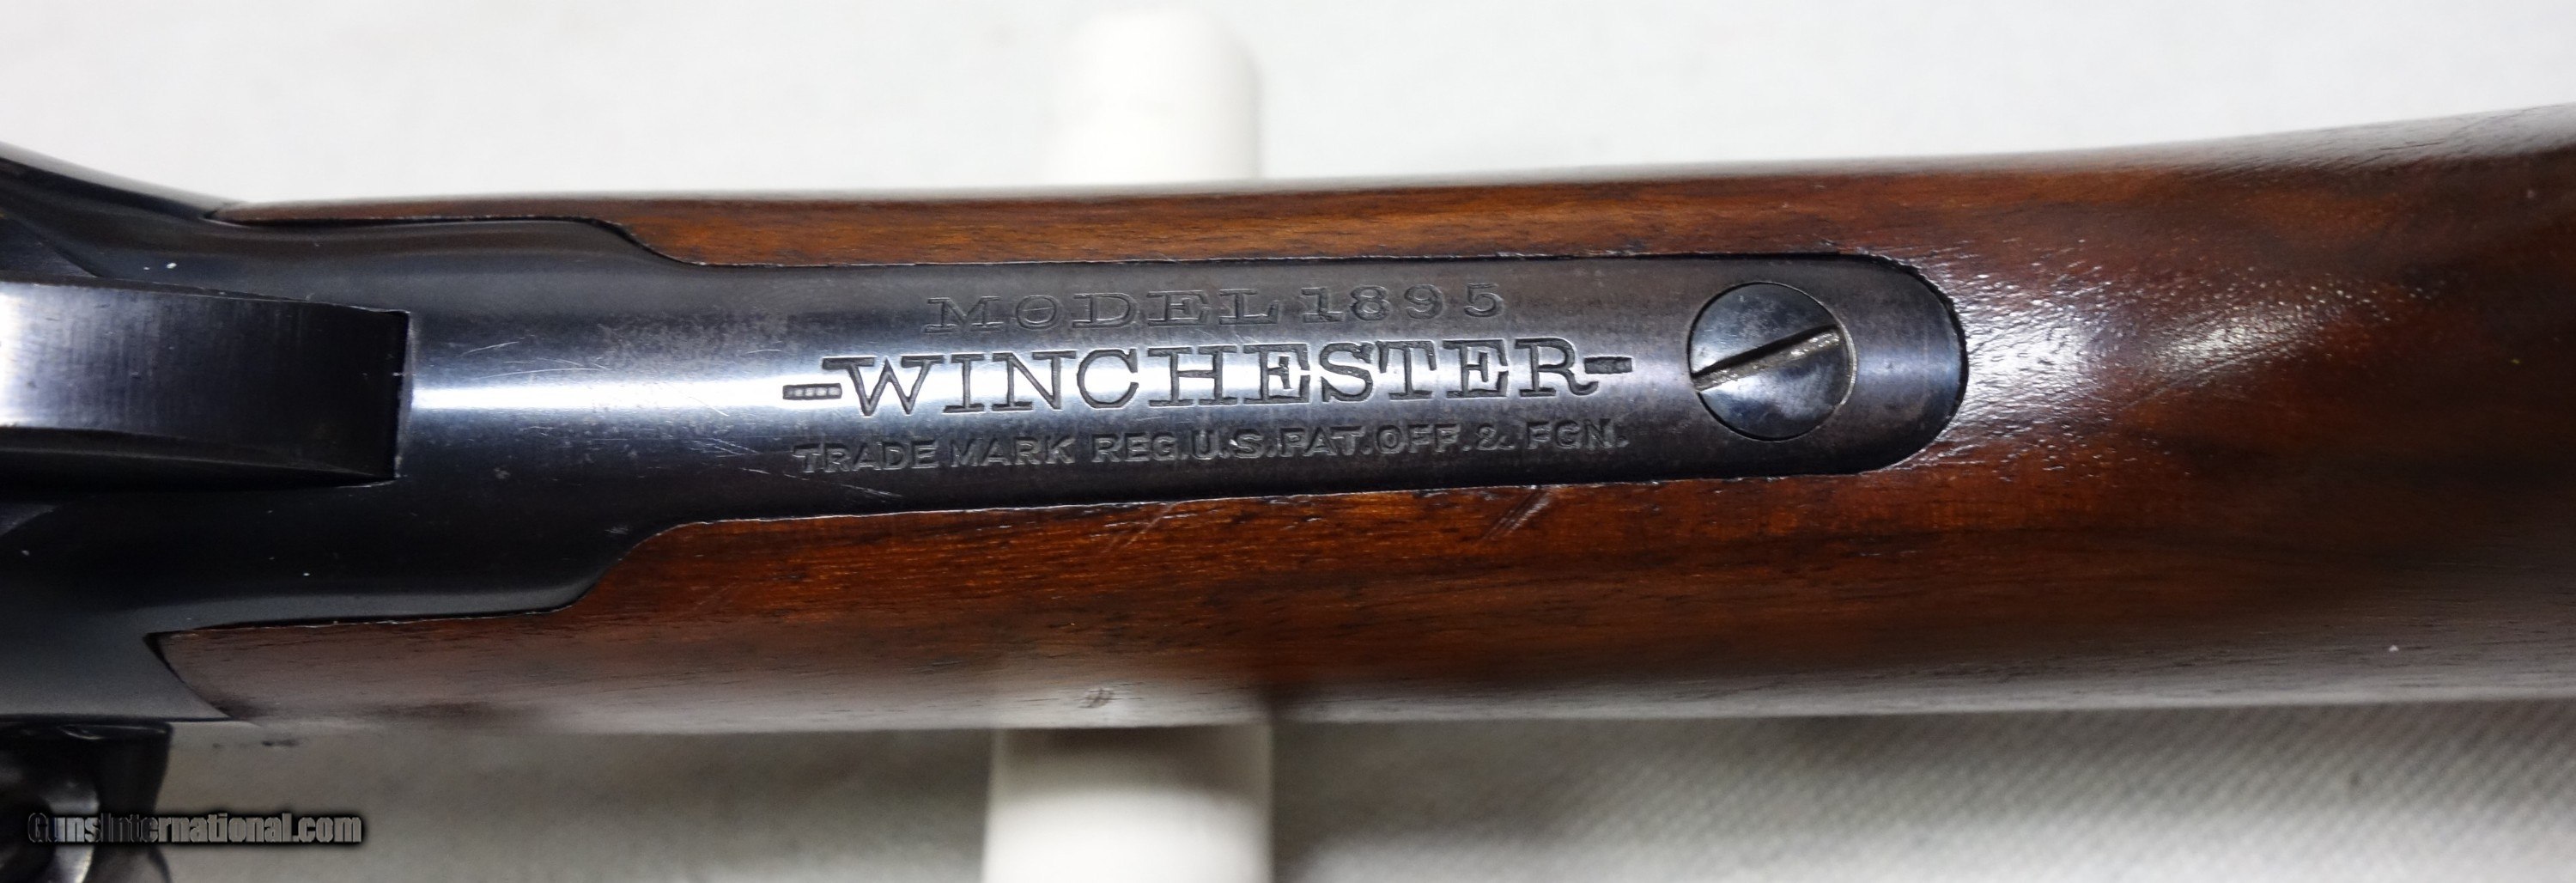 MODEL 1895
-WINCHESTER-
TRADE MARK REG.U.S.PAT.OFF.& FGN.
GunsInternational.com